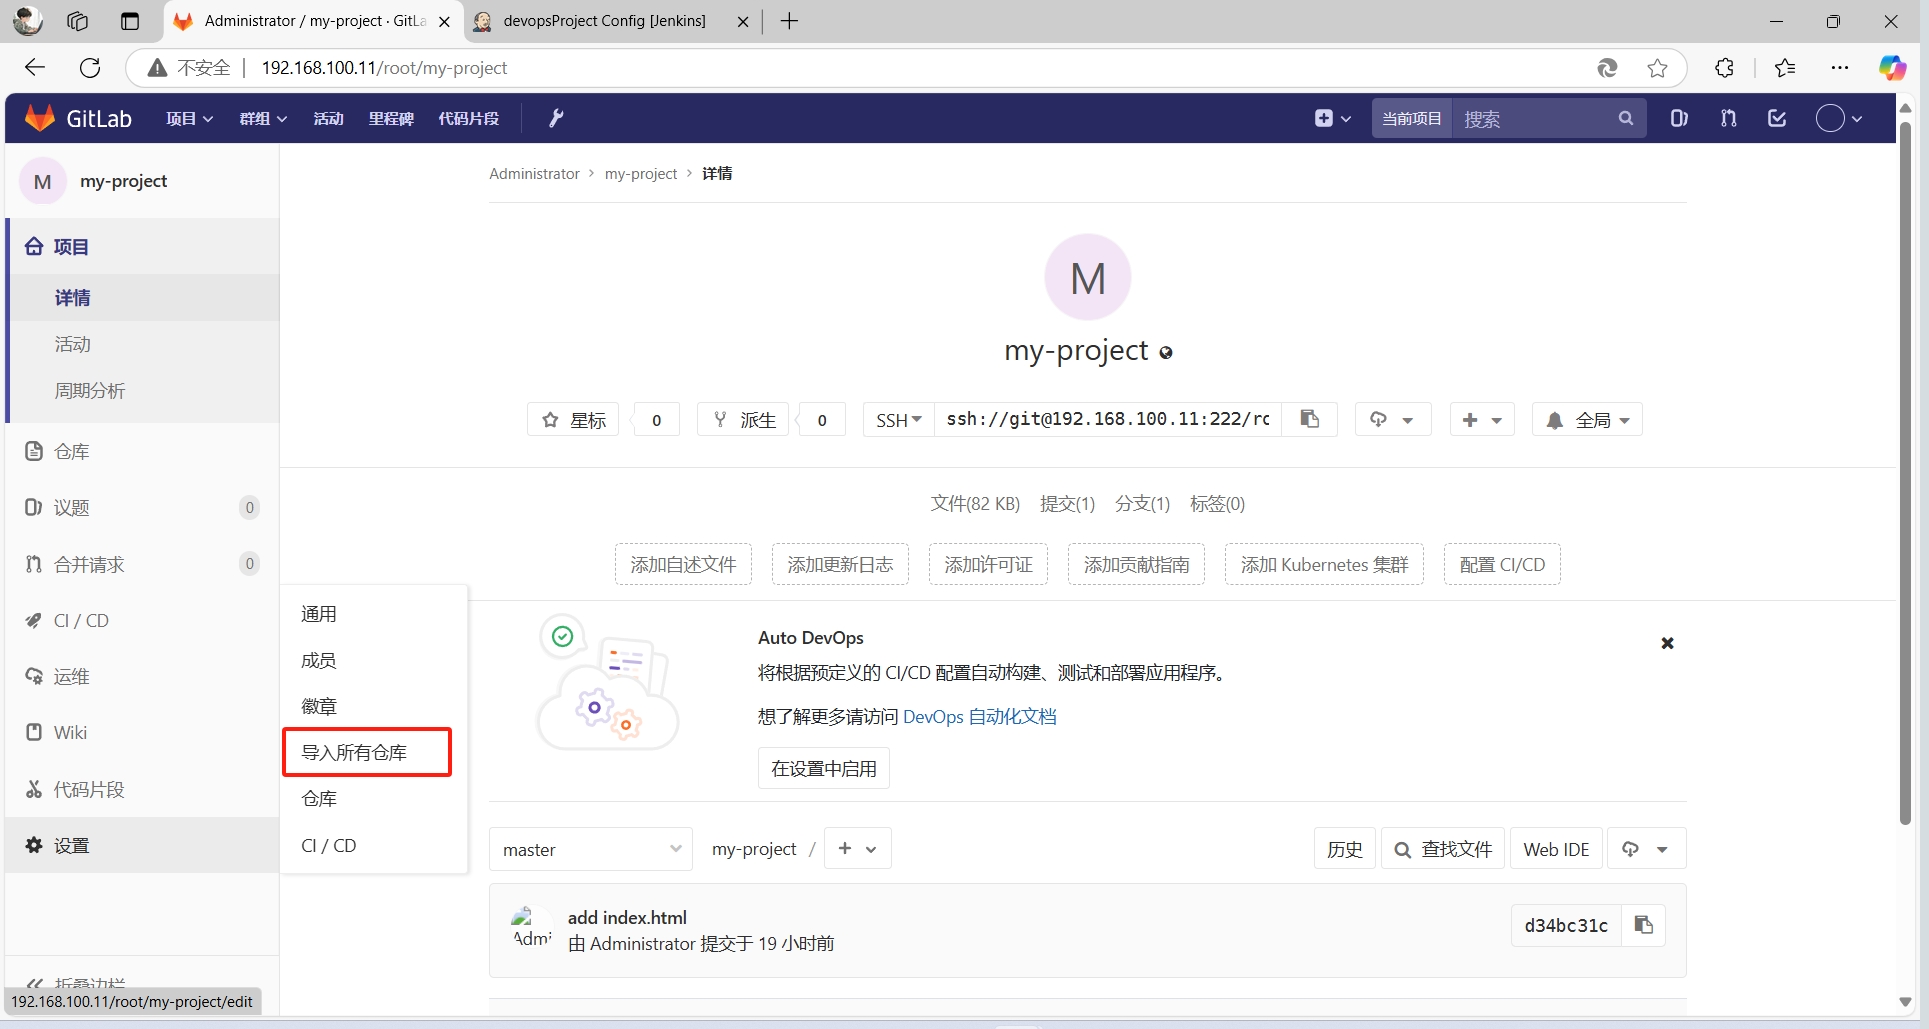 Administrator / my-project · GitLa
devopsProject Config [Jenkins]
不安全
192.168.100.11/root/my-project
GitLab
项目
群组
活动
里程碑
代码片段
当前项目
搜索
M
my-project
项目
详情
活动
周期分析
仓库
议题
0
合并请求
0
CI / CD
运维
Wiki
代码片段
设置
折叠边栏
192.168.100.11/root/my-project/edit
通用
成员
徽章
导入所有仓库
仓库
CI / CD
Administrator › my-project › 详情
M
my-project
星标 0 派生 0 SSH ssh://git@192.168.100.11:222/ro 全局
文件(82 KB) 提交(1) 分支(1) 标签(0)
添加自述文件 添加更新日志 添加许可证 添加贡献指南 添加 Kubernetes 集群 配置 CI/CD
Auto DevOps
将根据预定义的 CI/CD 配置自动构建、测试和部署应用程序。
想了解更多请访问 DevOps 自动化文档
在设置中启用
master my-project / + 历史 查找文件 Web IDE
Admi
add index.html
由 Administrator 提交于 19 小时前
d34bc31c